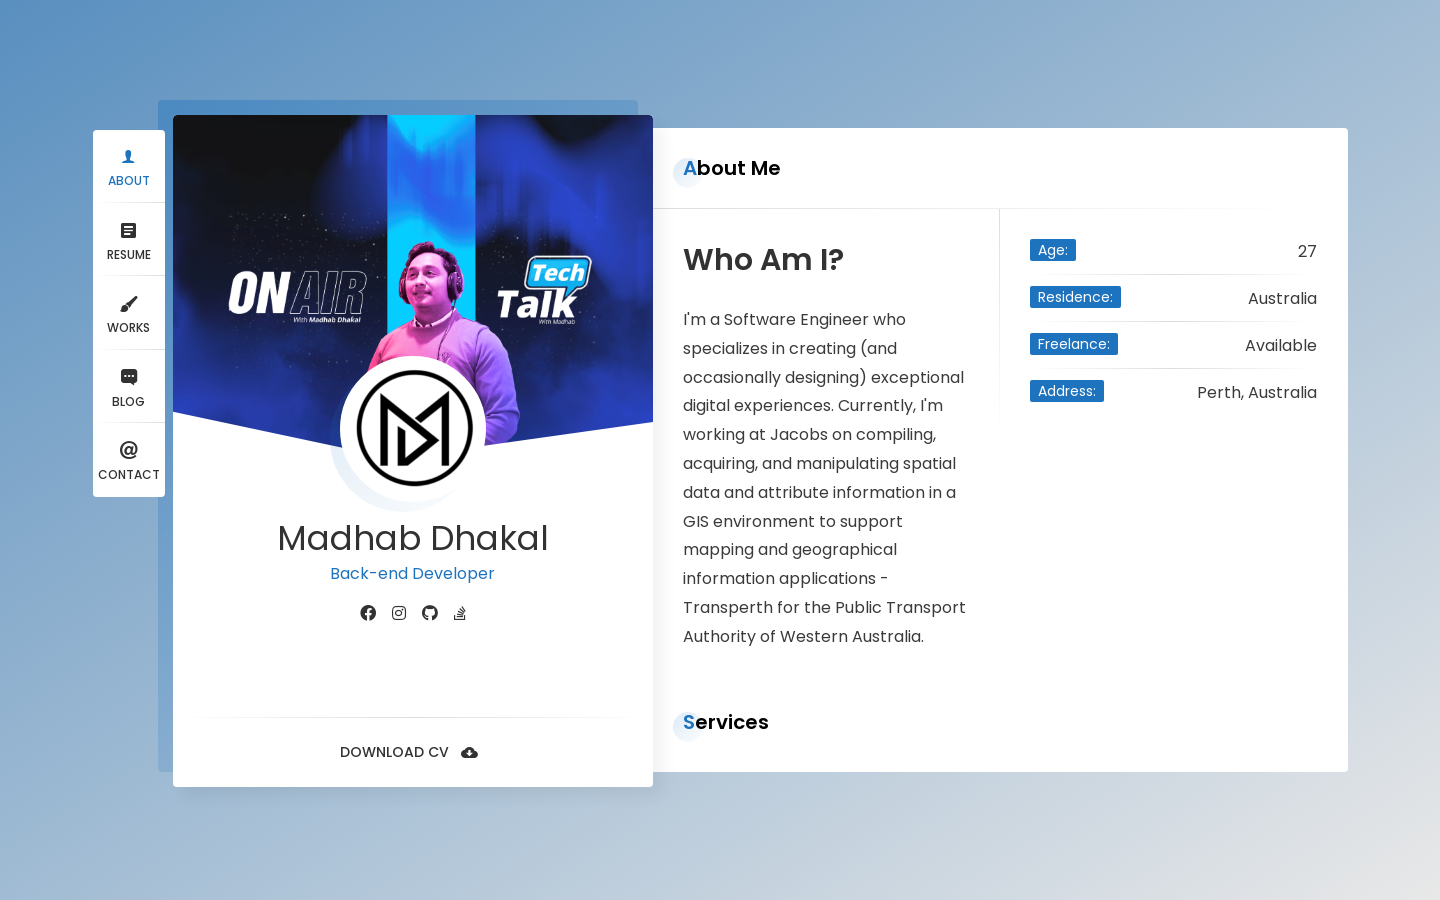 ABOUT
RESUME
WORKS
BLOG
CONTACT
ON AIR
With Madhab Dhakal
Tech
Talk
With Madhab
Madhab Dhakal
Back-end Developer
DOWNLOAD CV
About Me
Who Am I?
I'm a Software Engineer who
specializes in creating (and
occasionally designing) exceptional
digital experiences. Currently, I'm
working at Jacobs on compiling,
acquiring, and manipulating spatial
data and attribute information in a
GIS environment to support
mapping and geographical
information applications -
Transperth for the Public Transport
Authority of Western Australia.
Age: 27
Residence: Australia
Freelance: Available
Address: Perth, Australia
Services